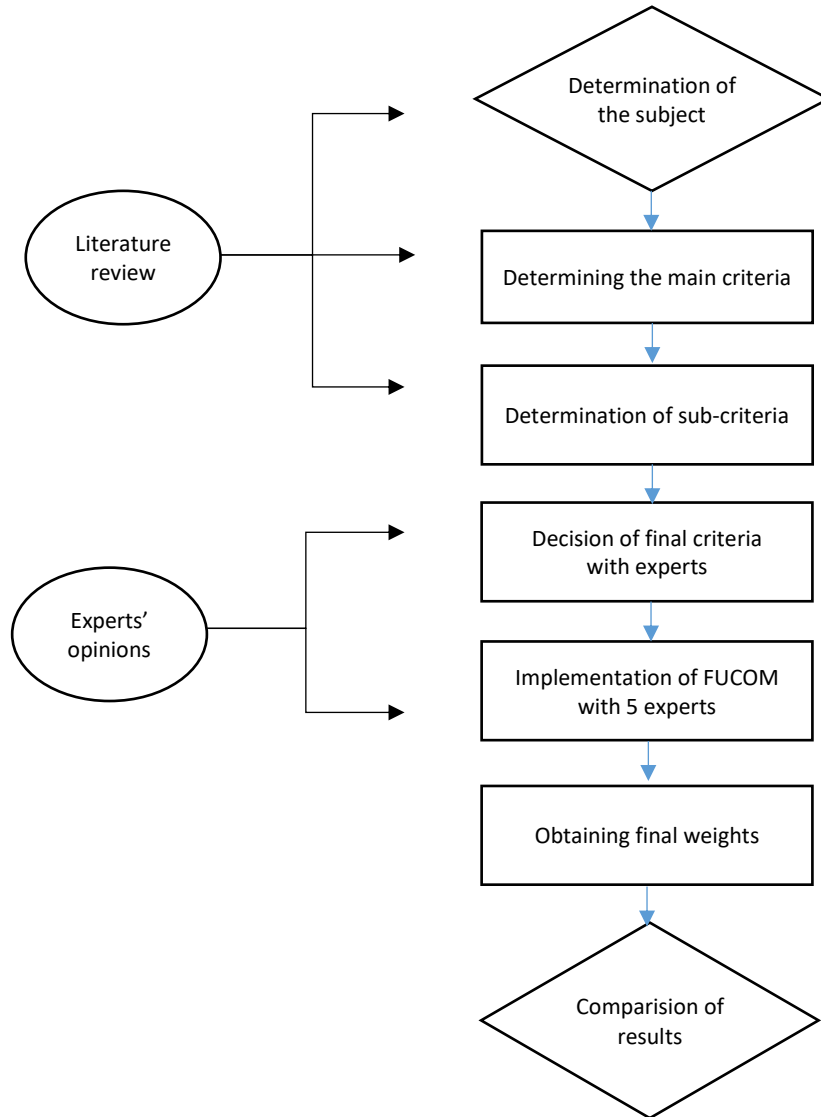 Determination of
the subject
Literature
review
Determining the main criteria
Determination of sub-criteria
Decision of final criteria
with experts
Experts’
opinions
Implementation of FUCOM
with 5 experts
Obtaining final weights
Comparision of
results